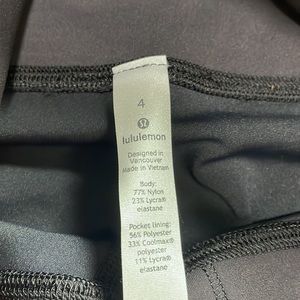 4
lululemon
Designed in
Vancouver
Made in Vietnam
Body:
77% Nylon
23% Lycra®
elastane
Pocket lining:
56% Polyester
33% Coolmax®
polyester
11% Lycra®
elastane